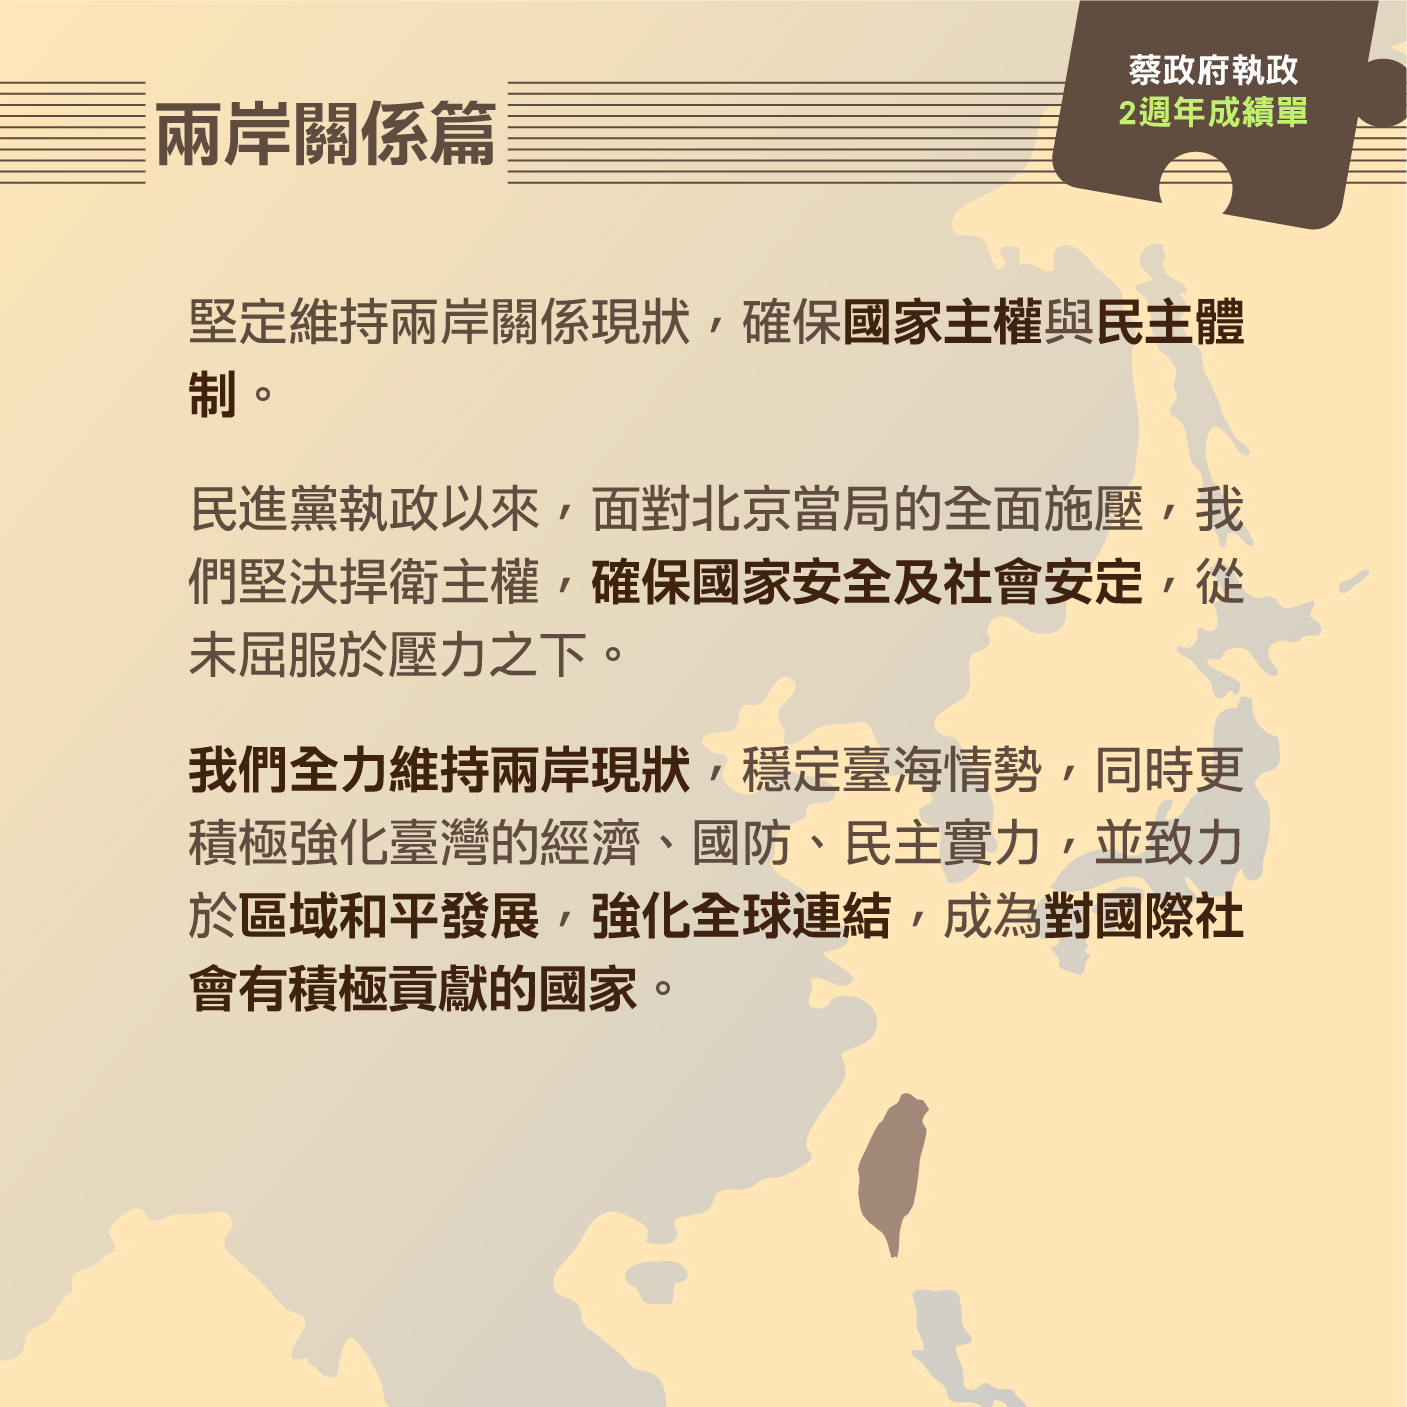 蔡政府執政
2週年成績單
兩岸關係篇
堅定維持兩岸關係現狀，確保國家主權與民主體
制。
民進黨執政以來，面對北京當局的全面施壓，我
們堅決捍衛主權，確保國家安全及社會安定，從
未屈服於壓力之下。
我們全力維持兩岸現狀，穩定臺海情勢，同時更
積極強化臺灣的經濟、國防、民主實力，並致力
於區域和平發展，強化全球連結，成為對國際社
會有積極貢獻的國家。